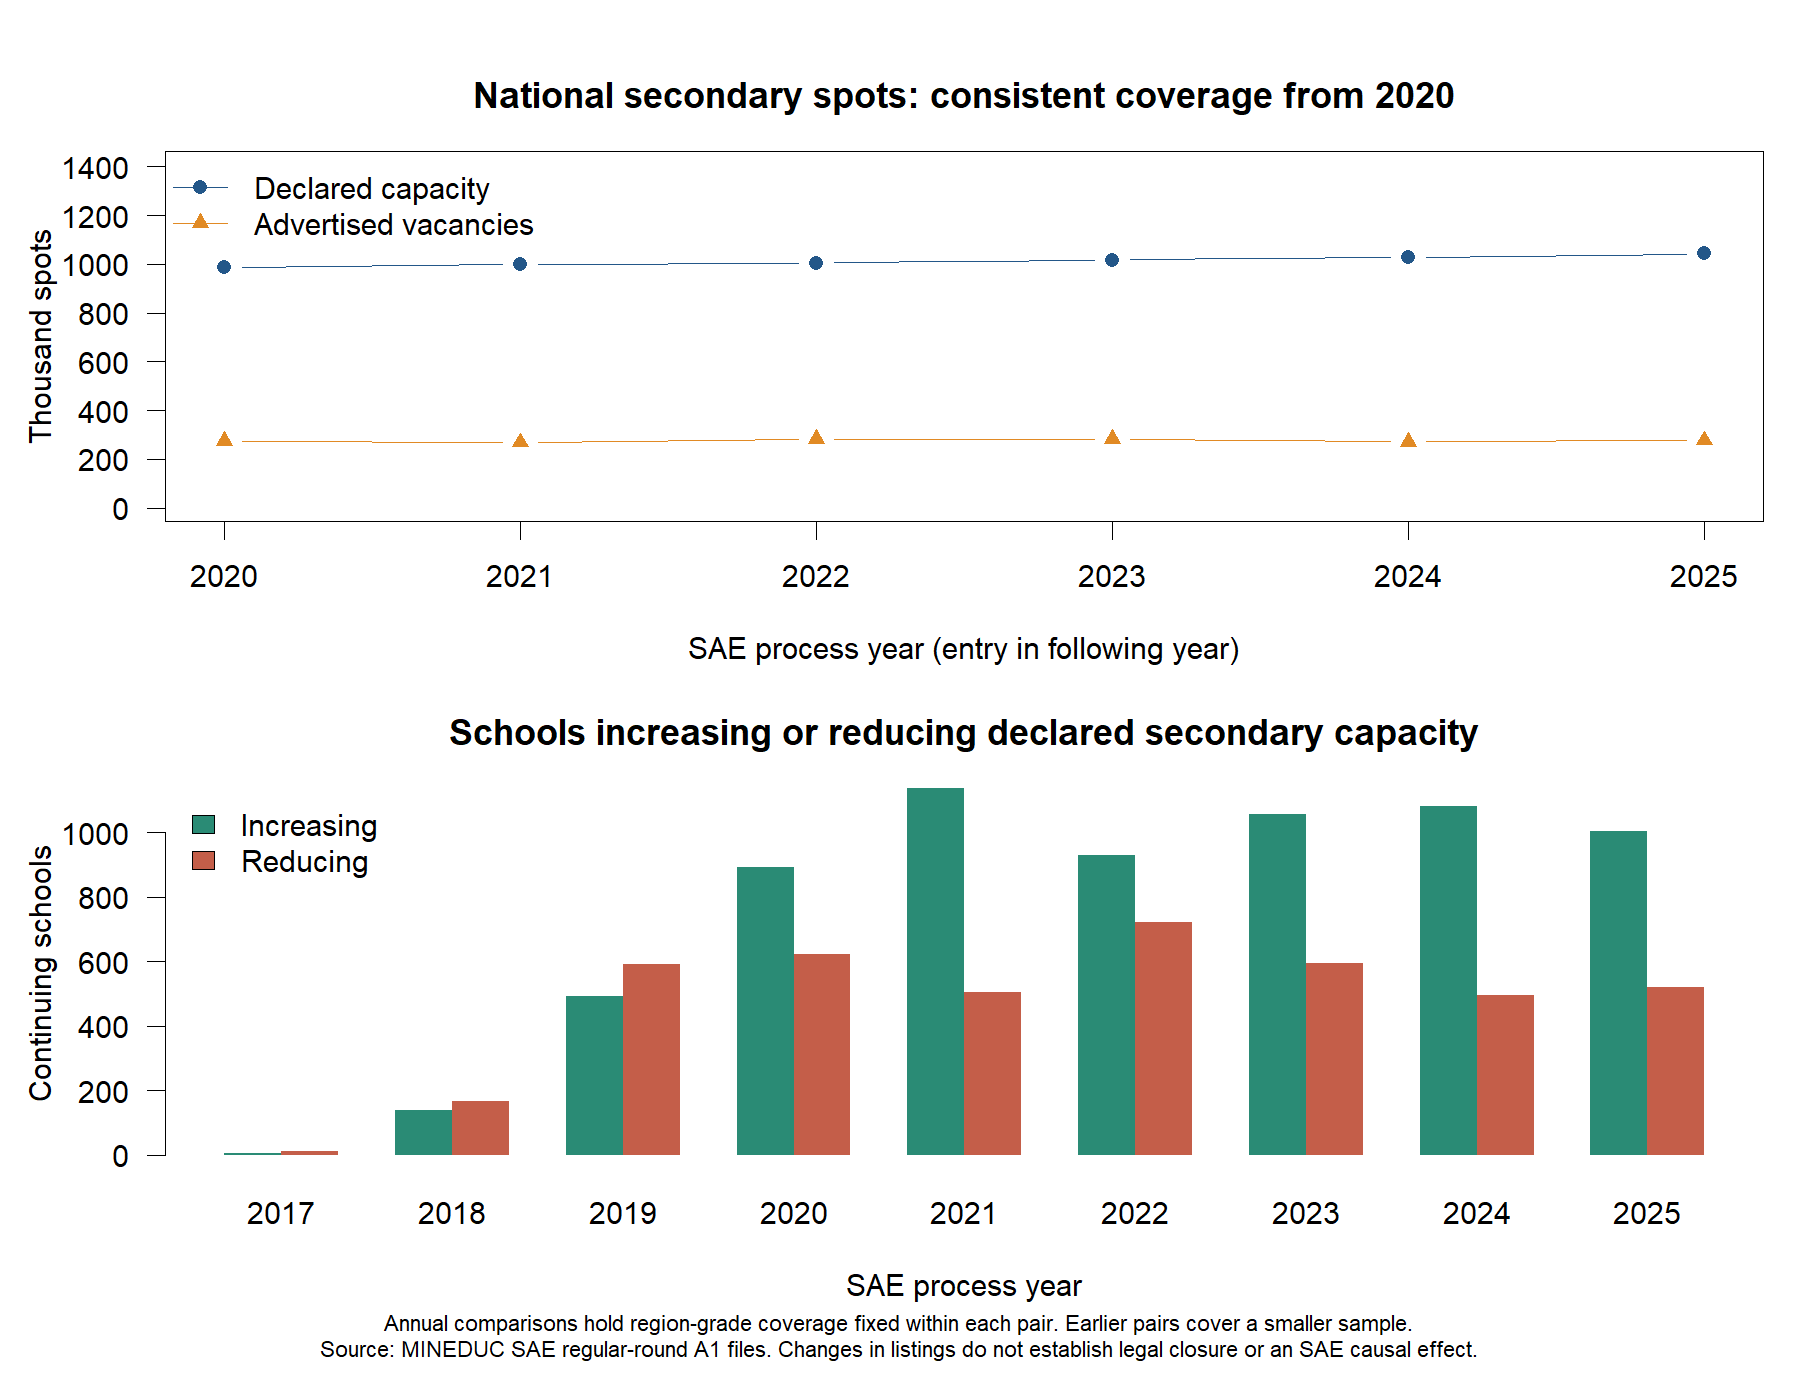 National secondary spots: consistent coverage from 2020
Thousand spots
1400
1200
1000
800
600
400
200
0
Declared capacity
Advertised vacancies
2020 2021 2022 2023 2024 2025
SAE process year (entry in following year)
Schools increasing or reducing declared secondary capacity
Continuing schools
1000
800
600
400
200
0
Increasing
Reducing
2017 2018 2019 2020 2021 2022 2023 2024 2025
SAE process year
Annual comparisons hold region-grade coverage fixed within each pair. Earlier pairs cover a smaller sample.
Source: MINEDUC SAE regular-round A1 files. Changes in listings do not establish legal closure or an SAE causal effect.